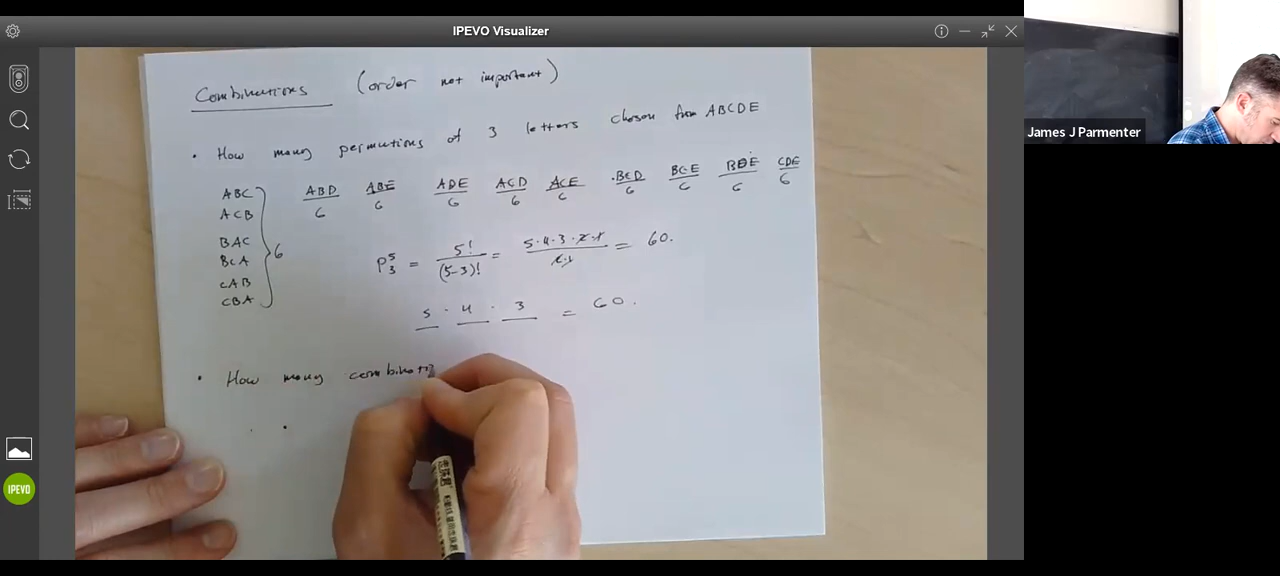 IPEVO Visualizer
James J Parmenter
Combinations (order not important)
• How many permutions of 3 letters chosen from ABCDE
ABC
ACB
BAC
BCA
CAB
CBA
6
ABD ABE ADE ACD ACE BCD BCE BDE CDE
6 6 6 6 6 6 6 6 6
P⁵₃ = 5!/(5-3)! = 5·4·3·2·1/2·1 = 60.
5 · 4 · 3 = 60.
• How many combinati
IPEVO